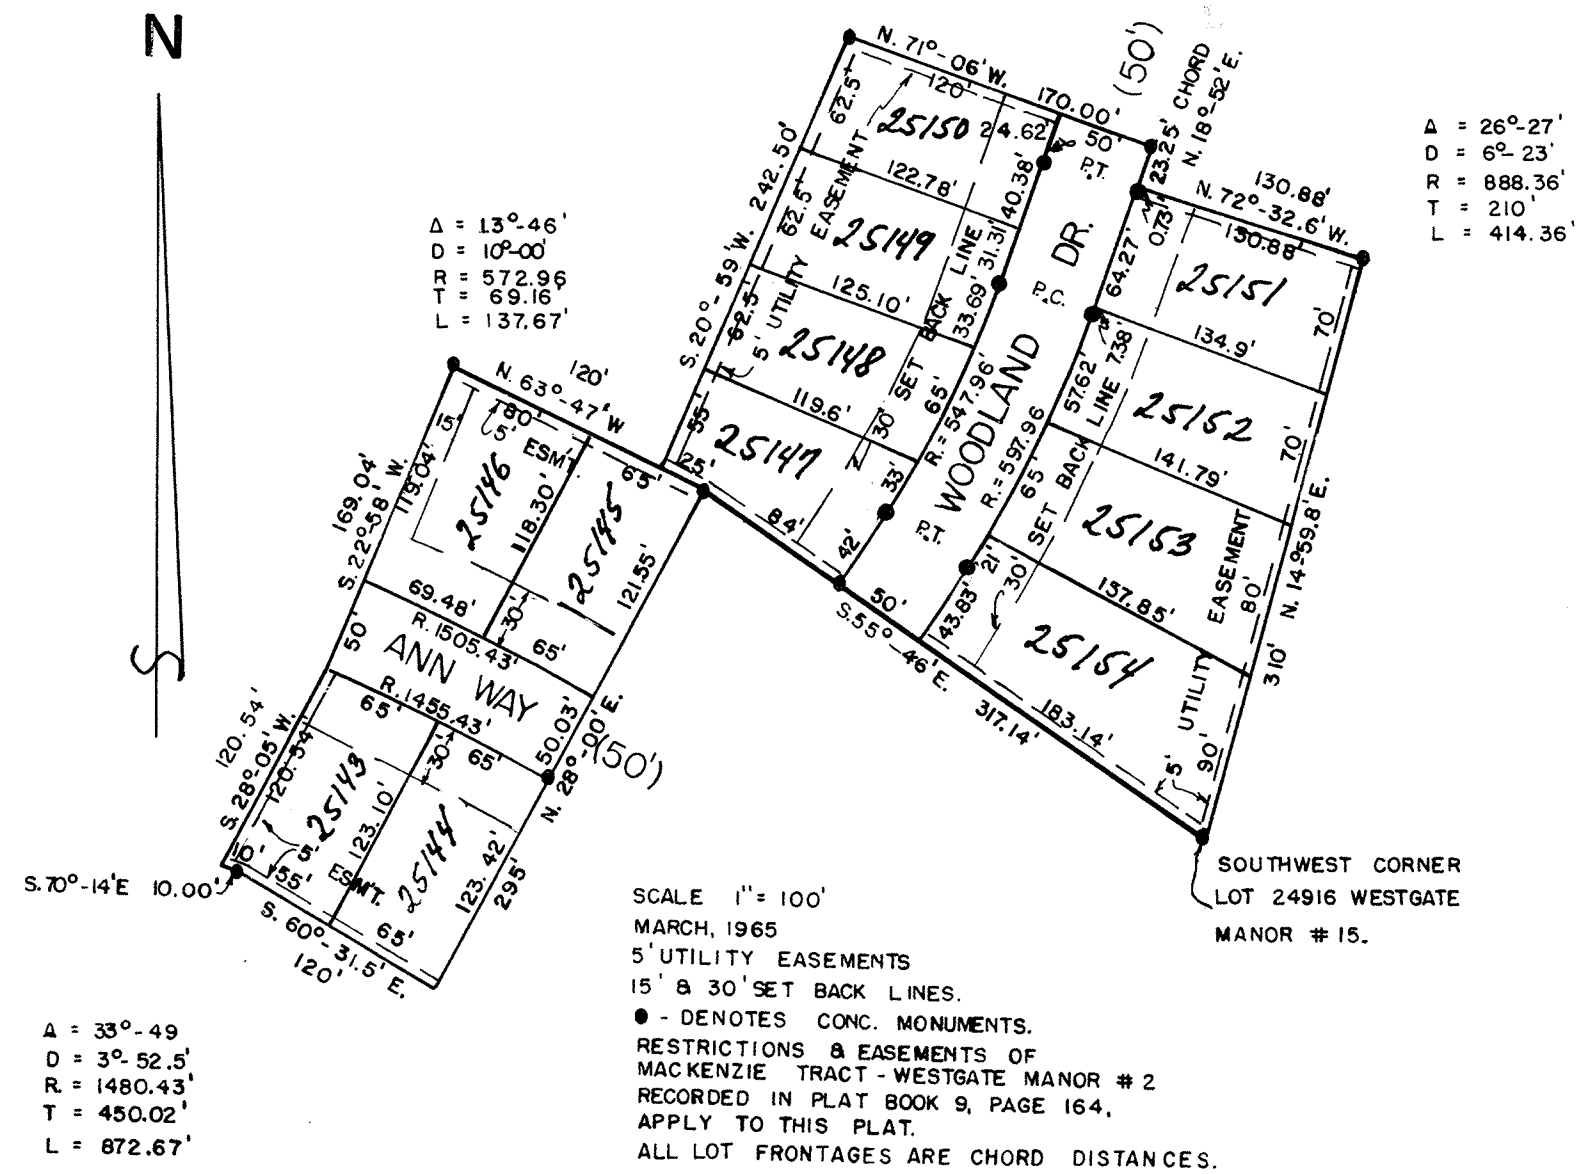 N
S
N. 71°-06'W.
120'
170.00'
50'
P.T.
(50')
23.25' CHORD
N. 18°-52'E.
62.5'
25150
24.62'
40.38'
122.78'
242.50'
S. 20°-59'W.
5' UTILITY EASEMENT
62.5'
25149
31.31'
125.10'
33.69'
62.5'
25148
30' SET BACK LINE
65'
119.6'
55'
25'
25147
33'
84'
42'
R.= 547.96'
WOODLAND DR.
P.C.
P.T.
R.= 597.96
130.88'
N. 72°-32.6'W.
130.88'
0.73'
64.27'
25151
70'
134.9'
7.38'
57.62'
25152
70'
141.79'
65'
30' SET BACK LINE
25153
80'
137.85'
21'
43.83'
25154
5' UTILITY EASEMENT
90'
310'
N. 14°59.8'E.
50'
S.55°-46'E.
183.14'
317.14'
Δ = 26°-27'
D = 6°-23'
R = 888.36'
T = 210'
L = 414.36'
Δ = 13°-46'
D = 10°-00'
R = 572.96
T = 69.16'
L = 137.67'
120'
N. 63°-47'W
80'
5' ESM'T
15'
65'
169.04'
S. 22°-58' W.
119.04'
25146
118.30'
25145
121.55'
69.48'
30'
65'
R. 1505.43'
50'
ANN WAY
R. 1455.43'
50.03'
N. 28°-00'E.
(50')
65'
65'
30'
120.54'
S. 28°-05'W.
120.54'
25143
123.10'
25144
123.42'
295'
10'
5'
55'
ESM'T.
65'
S.70°-14'E 10.00'
S. 60°-31.5' E.
120'
SOUTHWEST CORNER
LOT 24916 WESTGATE
MANOR # 15.
Δ = 33°-49
D = 3°-52.5'
R. = 1480.43'
T = 450.02'
L = 872.67'
SCALE 1"= 100'
MARCH, 1965
5' UTILITY EASEMENTS
15' & 30' SET BACK LINES.
● - DENOTES CONC. MONUMENTS.
RESTRICTIONS & EASEMENTS OF
MACKENZIE TRACT - WESTGATE MANOR # 2
RECORDED IN PLAT BOOK 9, PAGE 164,
APPLY TO THIS PLAT.
ALL LOT FRONTAGES ARE CHORD DISTANCES.